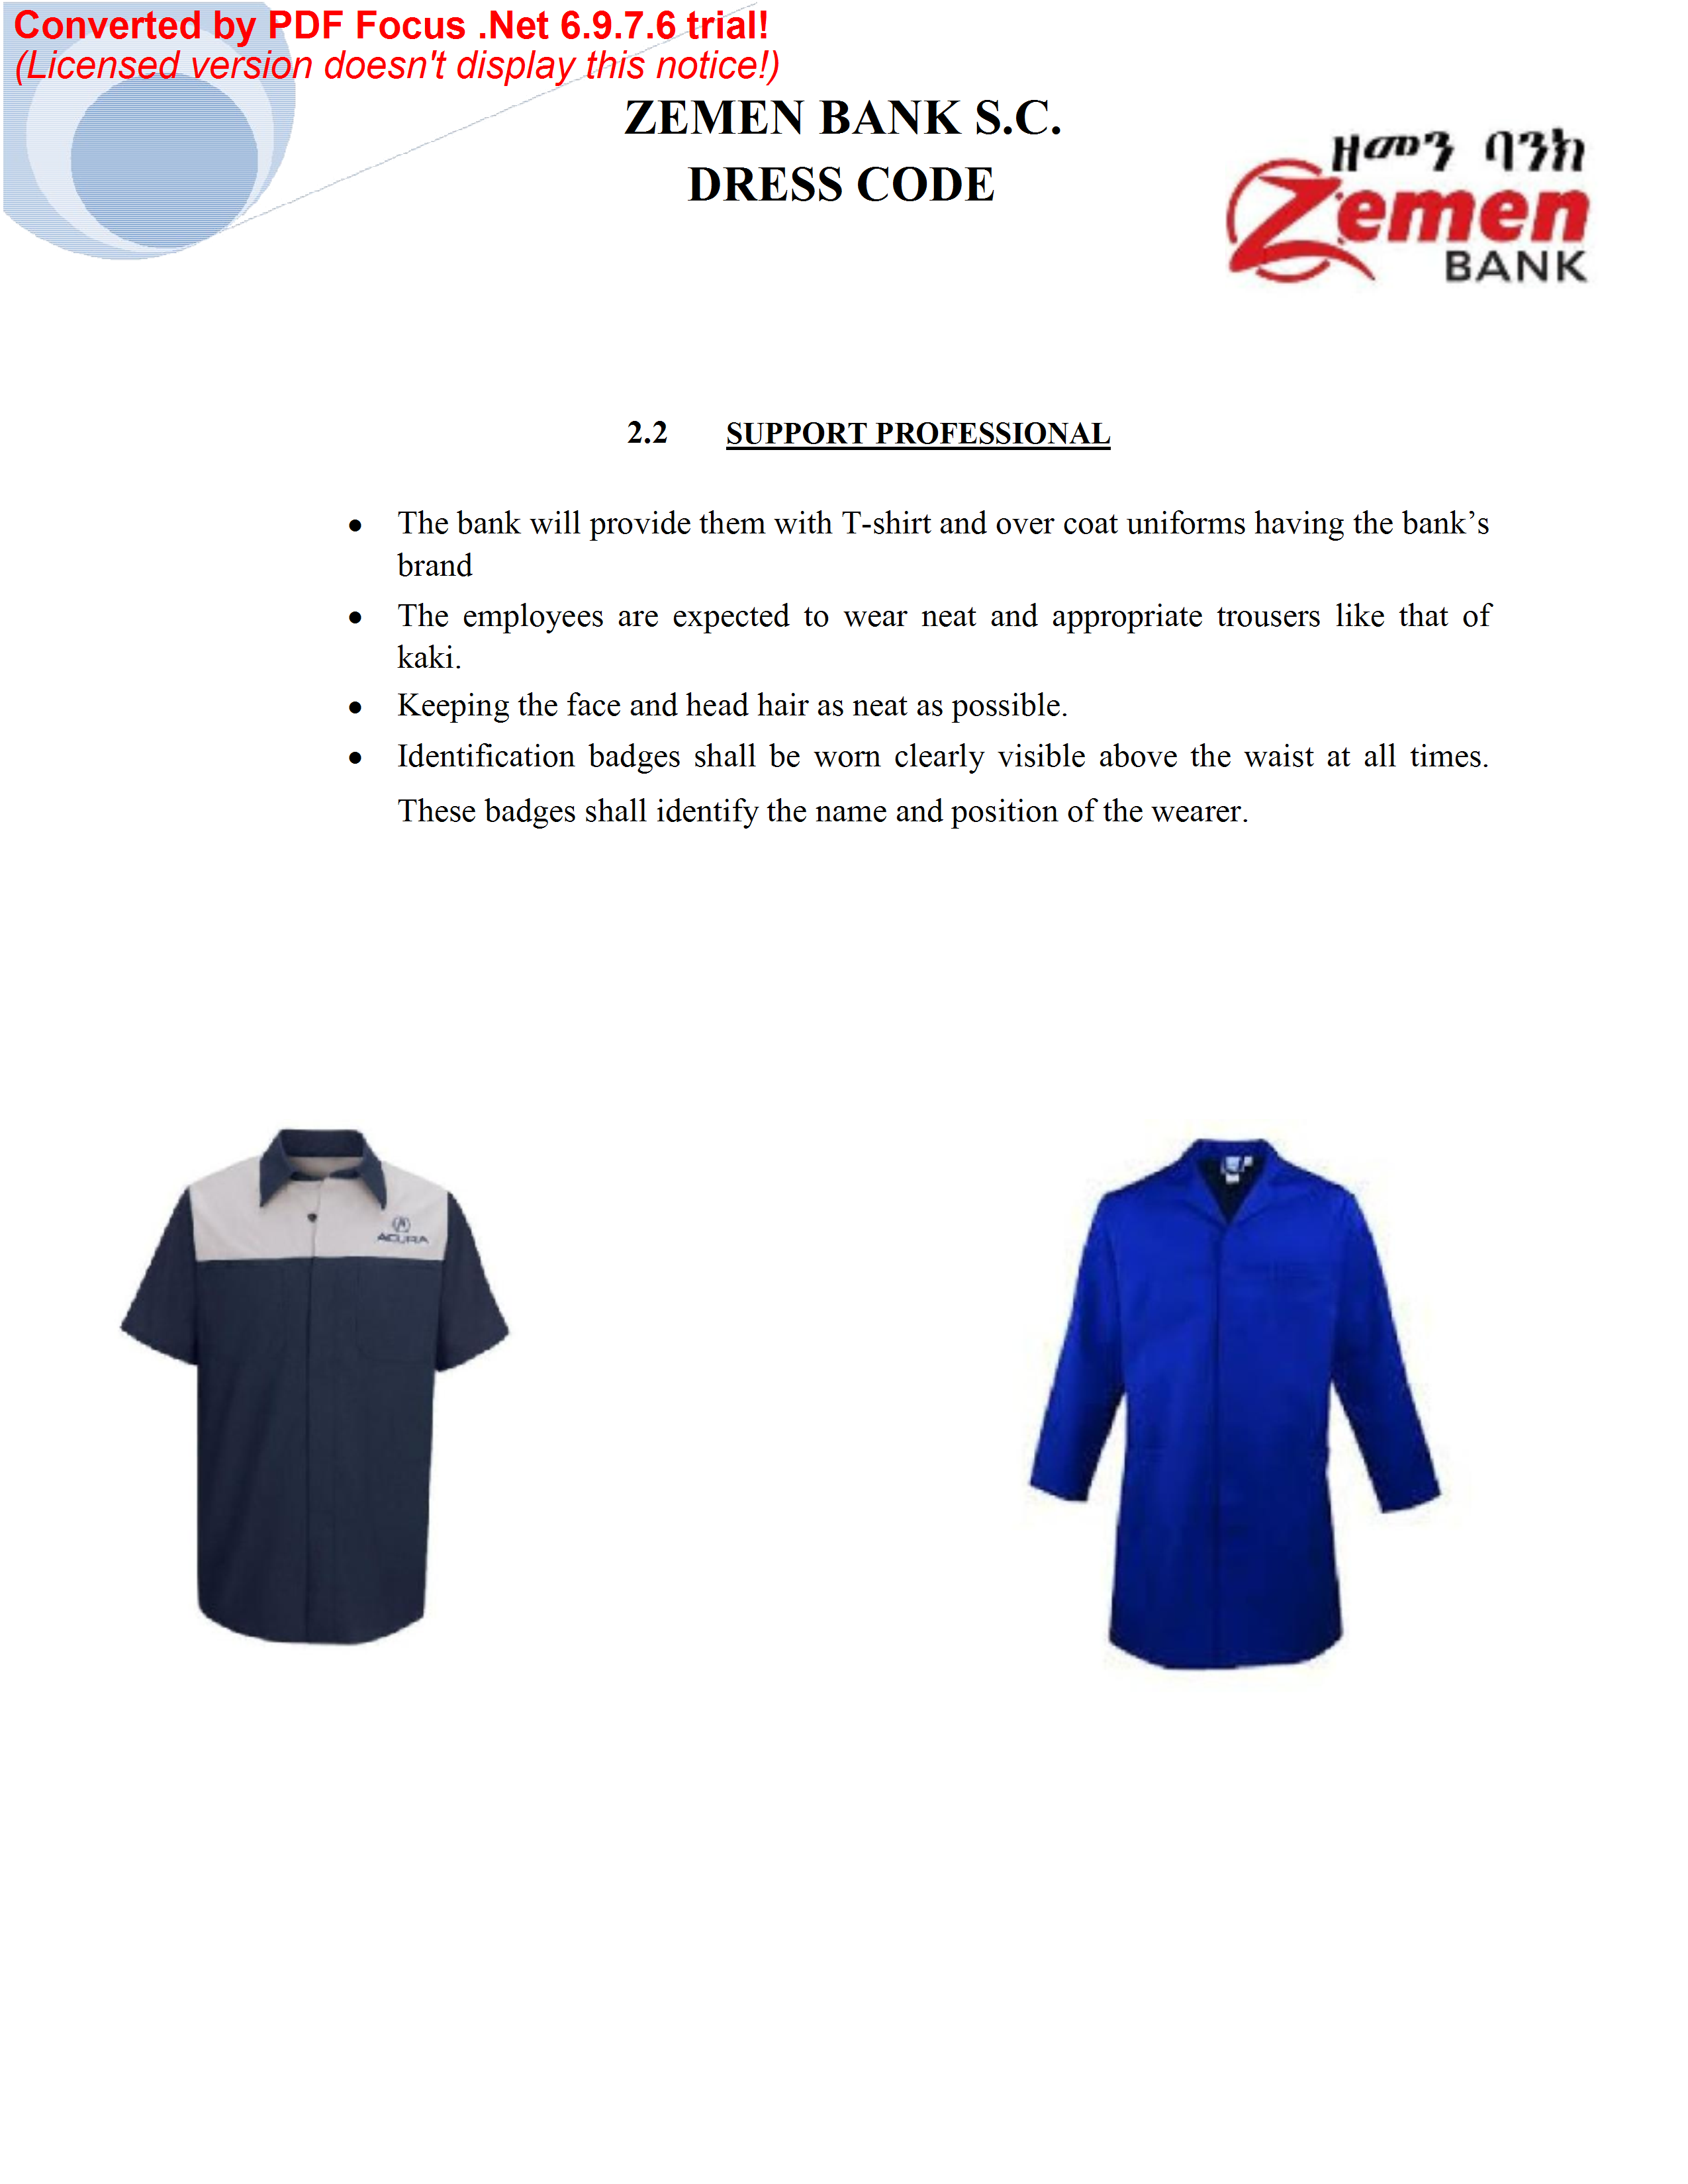 Converted by PDF Focus .Net 6.9.7.6 trial!
(Licensed version doesn't display this notice!)
ZEMEN BANK S.C.
DRESS CODE
ዘመን ባንክ
Zemen
BANK
2.2 SUPPORT PROFESSIONAL
• The bank will provide them with T-shirt and over coat uniforms having the bank’s
brand
• The employees are expected to wear neat and appropriate trousers like that of
kaki.
• Keeping the face and head hair as neat as possible.
• Identification badges shall be worn clearly visible above the waist at all times.
These badges shall identify the name and position of the wearer.
ACURA